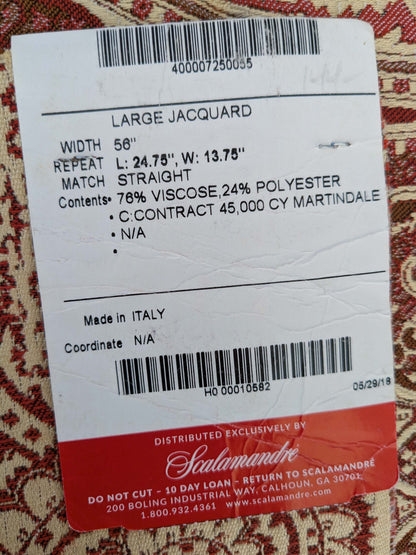 400007250055
LARGE JACQUARD
WIDTH 56"
REPEAT L: 24.75", W: 13.75"
MATCH STRAIGHT
Contents• 76% VISCOSE,24% POLYESTER
• C:CONTRACT 45,000 CY MARTINDALE
• N/A
•
Made in ITALY
Coordinate N/A
H0 00010582
05/29/18
DISTRIBUTED EXCLUSIVELY BY
Scalamandré
DO NOT CUT – 10 DAY LOAN - RETURN TO SCALAMANDRÉ
200 BOLING INDUSTRIAL WAY, CALHOUN, GA 30701
1.800.932.4361 www.scalamandre.com